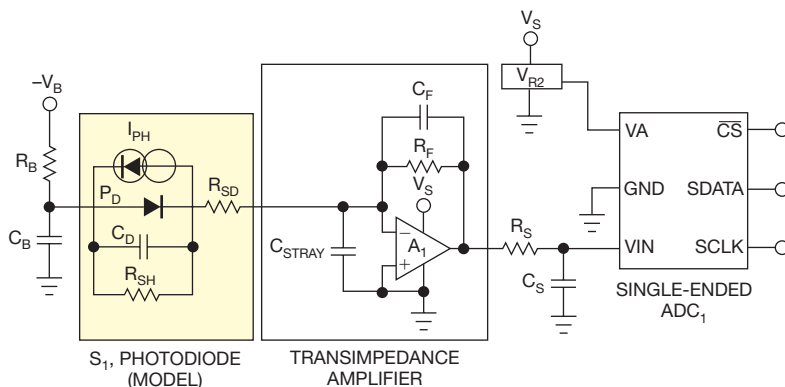 –V_B
R_B
C_B
I_PH
P_D
R_SD
C_D
R_SH
S_1, PHOTODIODE
(MODEL)
C_F
R_F
V_S
C_STRAY
–
A_1
+
TRANSIMPEDANCE
AMPLIFIER
R_S
C_S
V_S
V_R2
VA
CS
GND
SDATA
VIN
SCLK
SINGLE-ENDED
ADC_1